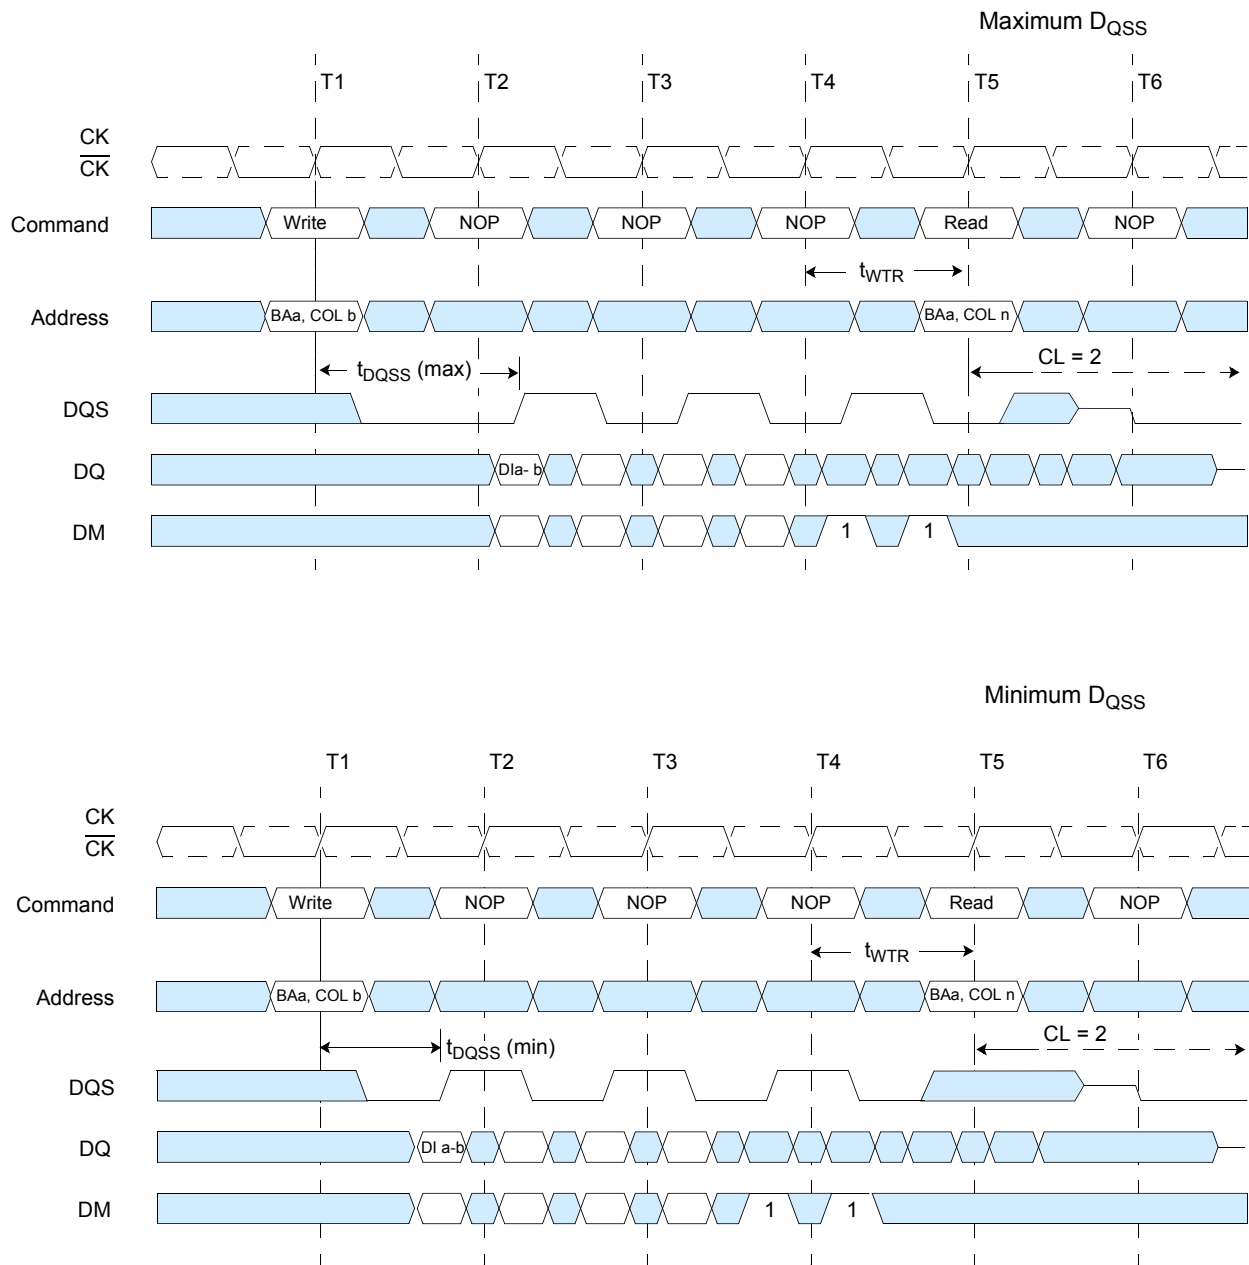 Maximum DQSS
T1 T2 T3 T4 T5 T6
CK
CK
Command Write NOP NOP NOP Read NOP
tWTR
Address BAa, COL b BAa, COL n
tDQSS (max) CL = 2
DQS
DQ DIa- b
DM 1 1
Minimum DQSS
T1 T2 T3 T4 T5 T6
CK
CK
Command Write NOP NOP NOP Read NOP
tWTR
Address BAa, COL b BAa, COL n
tDQSS (min) CL = 2
DQS
DQ DI a-b
DM 1 1